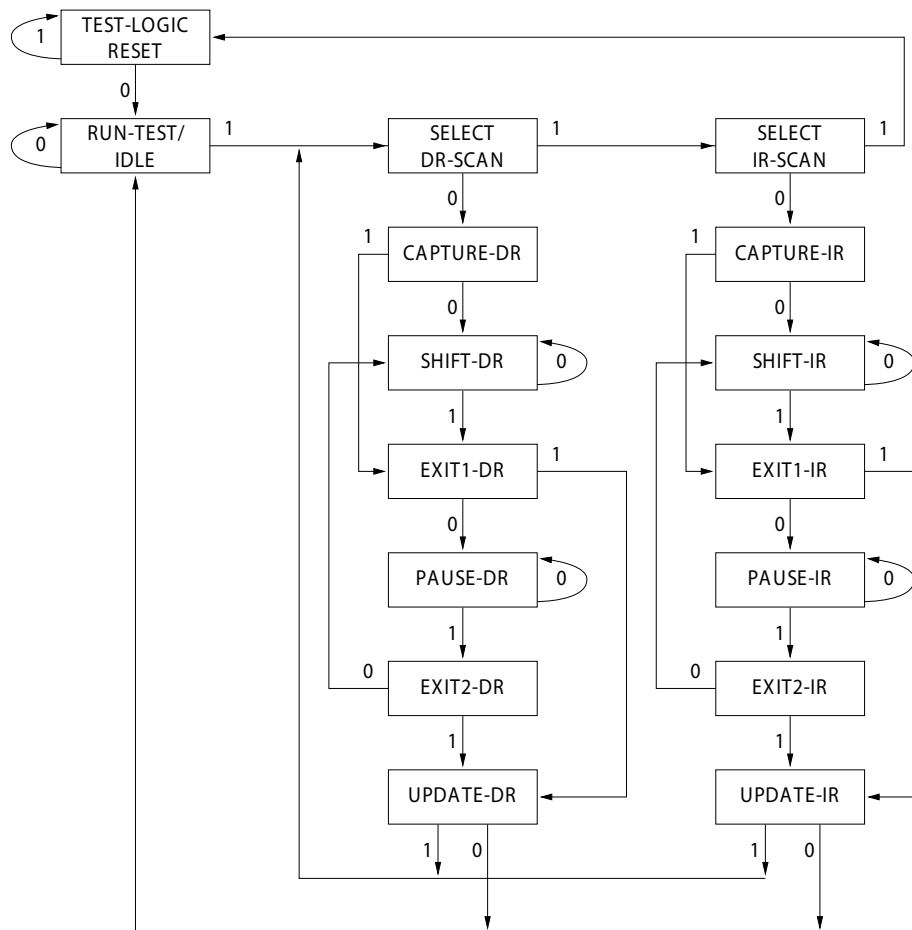 TEST-LOGIC
RESET
1
0
RUN-TEST/
IDLE
0
1
SELECT
DR-SCAN
1
SELECT
IR-SCAN
1
0
0
1
CAPTURE-DR
1
CAPTURE-IR
0
0
SHIFT-DR
0
SHIFT-IR
0
1
1
EXIT1-DR
1
EXIT1-IR
1
0
0
PAUSE-DR
0
PAUSE-IR
0
1
1
0
EXIT2-DR
0
EXIT2-IR
1
1
UPDATE-DR
UPDATE-IR
1
0
1
0